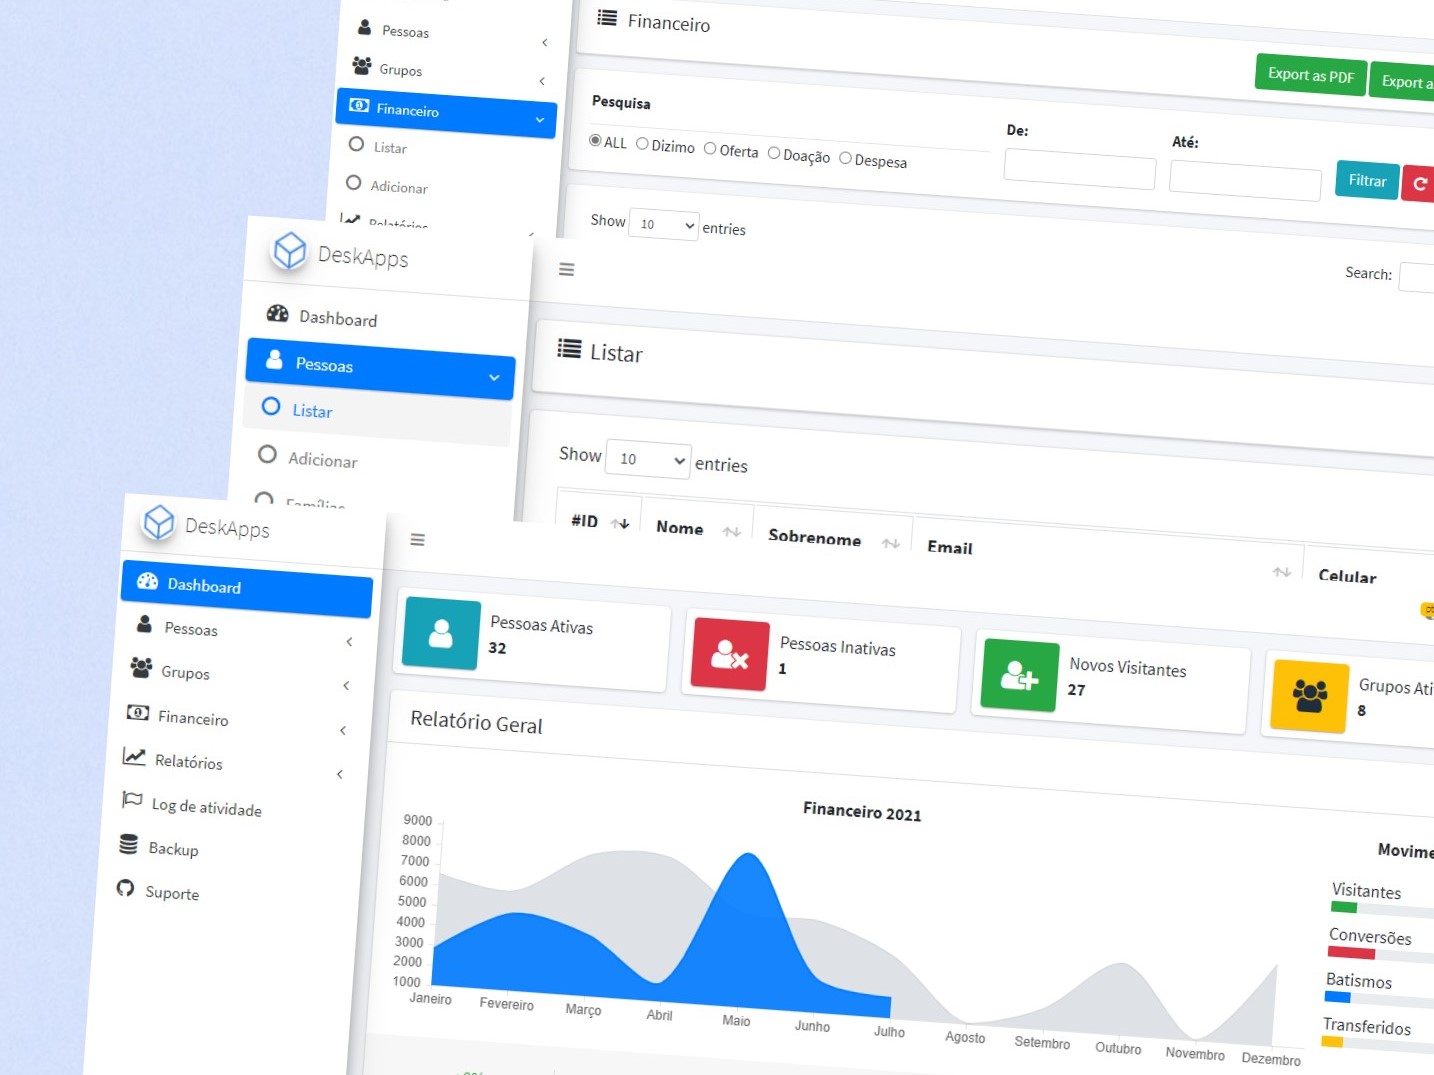 Pessoas
Grupos
Financeiro
Listar
Adicionar
Relatórios
Financeiro
Export as PDF
Export a
Pesquisa
ALL Dizimo Oferta Doação Despesa
De:
Até:
Filtrar
Show 10 entries
Search:
DeskApps
Dashboard
Pessoas
Listar
Adicionar
Famílias
Listar
Show 10 entries
#ID Nome Sobrenome Email Celular
DeskApps
Dashboard
Pessoas
Grupos
Financeiro
Relatórios
Log de atividade
Backup
Suporte
Pessoas Ativas
32
Pessoas Inativas
1
Novos Visitantes
27
Grupos Ati
8
Relatório Geral
Financeiro 2021
9000
8000
7000
6000
5000
4000
3000
2000
1000
Janeiro Fevereiro Março Abril Maio Junho Julho Agosto Setembro Outubro Novembro Dezembro
Movime
Visitantes
Conversões
Batismos
Transferidos